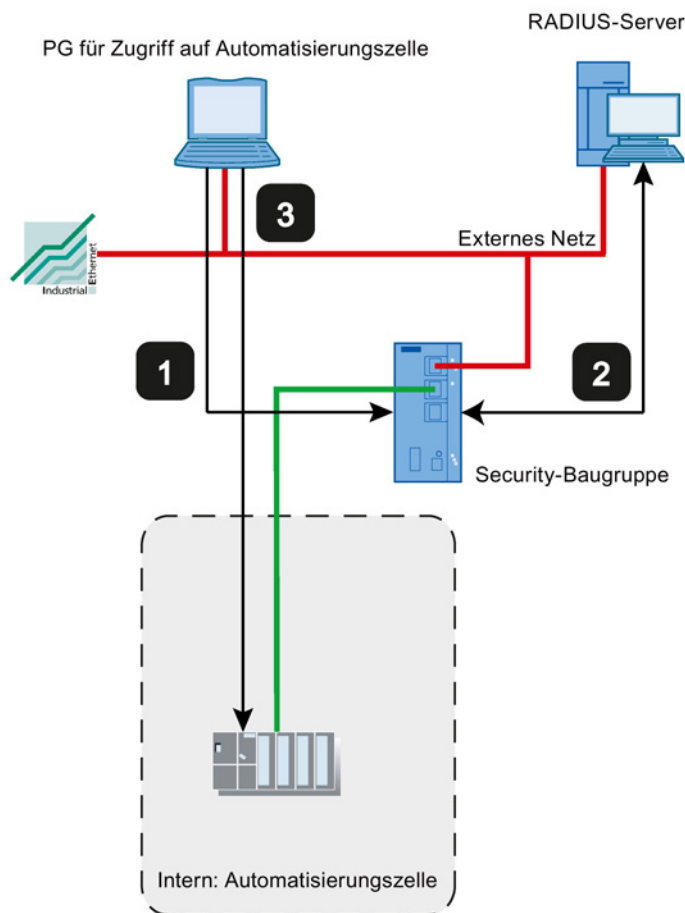 RADIUS-Server
PG für Zugriff auf Automatisierungszelle
3
Externes Netz
Industrial
Ethernet
1
2
Security-Baugruppe
Intern: Automatisierungszelle